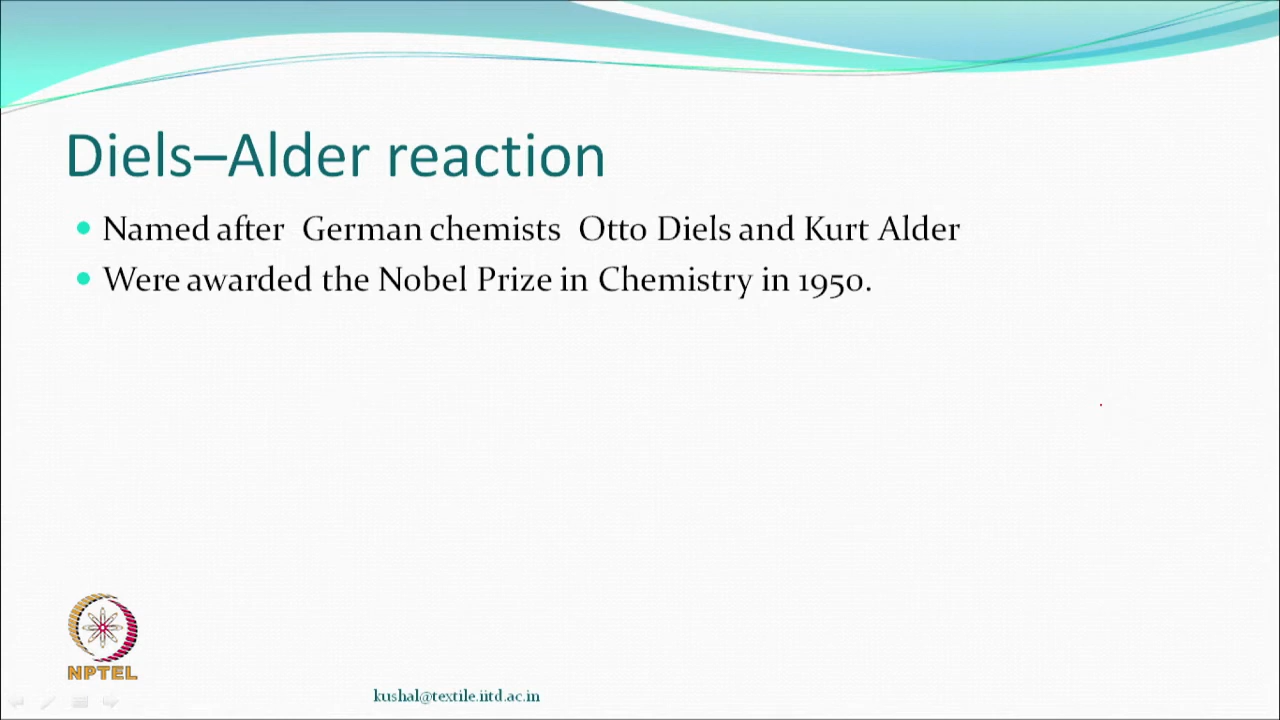 Diels–Alder reaction
Named after German chemists Otto Diels and Kurt Alder
Were awarded the Nobel Prize in Chemistry in 1950.
NPTEL
kushal@textile.iitd.ac.in